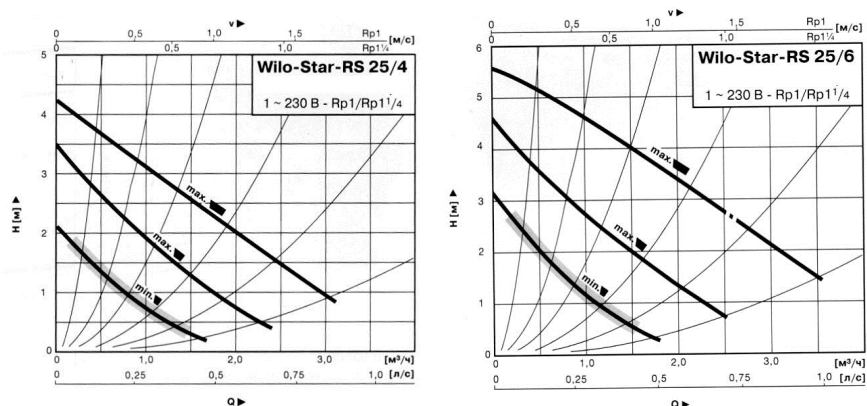 v ►
0 0,5 1,0 1,5 Rp1
0 0,5 1,0 Rp1¼ [м/с]
Wilo-Star-RS 25/4
1 ~ 230 В - Rp1/Rp1¼
5
4
3
2
1
0
H [м] ►
max.
max.
min.
0 1,0 2,0 3,0 [м³/ч]
0 0,25 0,5 0,75 1,0 [л/с]
Q ►
v ►
0 0,5 1,0 1,5 Rp1
0 0,5 1,0 Rp1¼ [м/с]
Wilo-Star-RS 25/6
1 ~ 230 В - Rp1/Rp1¼
6
5
4
3
2
1
0
H [м] ►
max.
max.
min.
0 1,0 2,0 3,0 [м³/ч]
0 0,25 0,5 0,75 1,0 [л/с]
Q ►